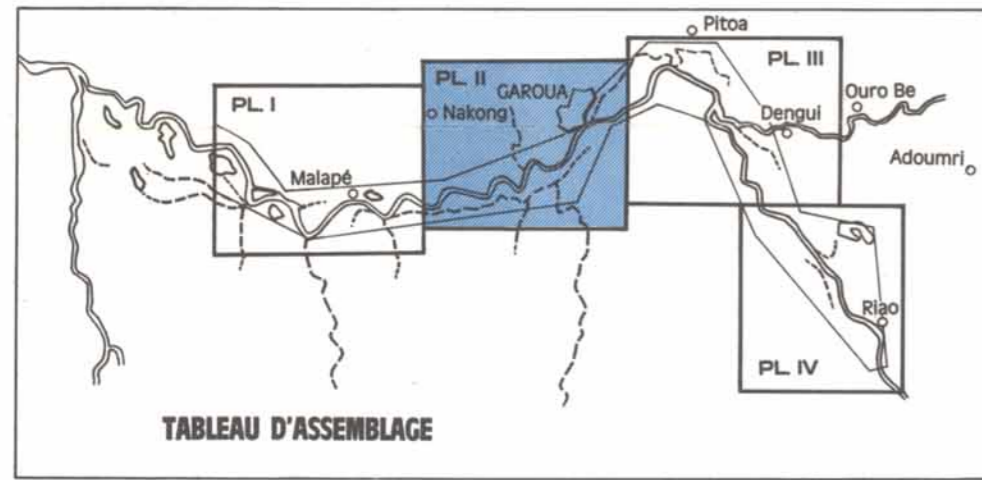 Pitoa
PL. III
PL. II
GAROUA
Ouro Be
PL. I
Nakong
Dengui
Adoumri
Malapé
Riao
PL. IV
TABLEAU D'ASSEMBLAGE